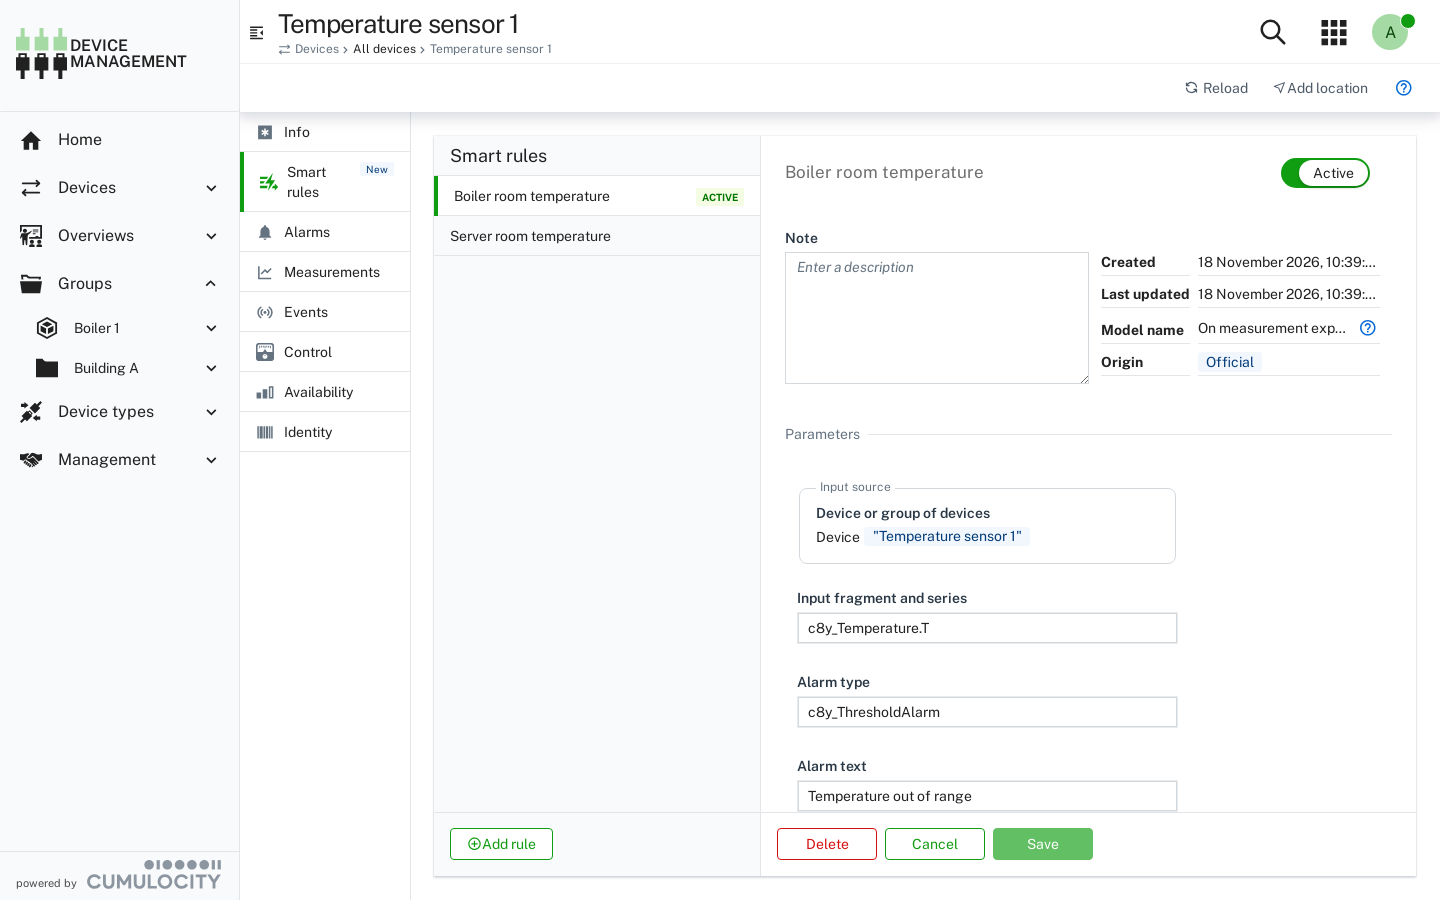 DEVICE
MANAGEMENT
Home
Devices
Overviews
Groups
Boiler 1
Building A
Device types
Management
powered by
CUMULOCITY
Temperature sensor 1
Devices
All devices
Temperature sensor 1
A
Reload
Add location
Info
Smart
rules
New
Alarms
Measurements
Events
Control
Availability
Identity
Smart rules
Boiler room temperature
ACTIVE
Server room temperature
Add rule
Boiler room temperature
Active
Note
Enter a description
Created
18 November 2026, 10:39:...
Last updated
18 November 2026, 10:39:...
Model name
On measurement exp...
Origin
Official
Parameters
Input source
Device or group of devices
Device "Temperature sensor 1"
Input fragment and series
c8y_Temperature.T
Alarm type
c8y_ThresholdAlarm
Alarm text
Temperature out of range
Delete
Cancel
Save